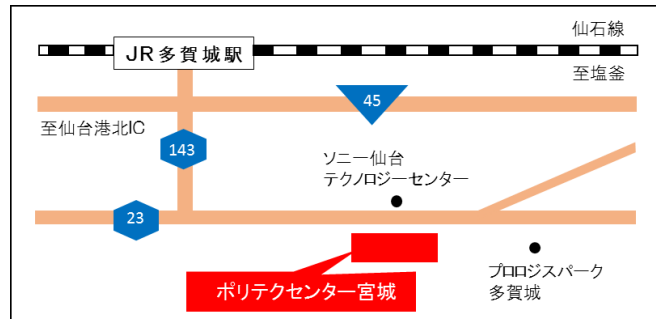 仙石線
JR多賀城駅
至塩釜
45
至仙台港北IC
143
ソニー仙台
テクノロジーセンター
23
ポリテクセンター宮城
プロロジスパーク
多賀城